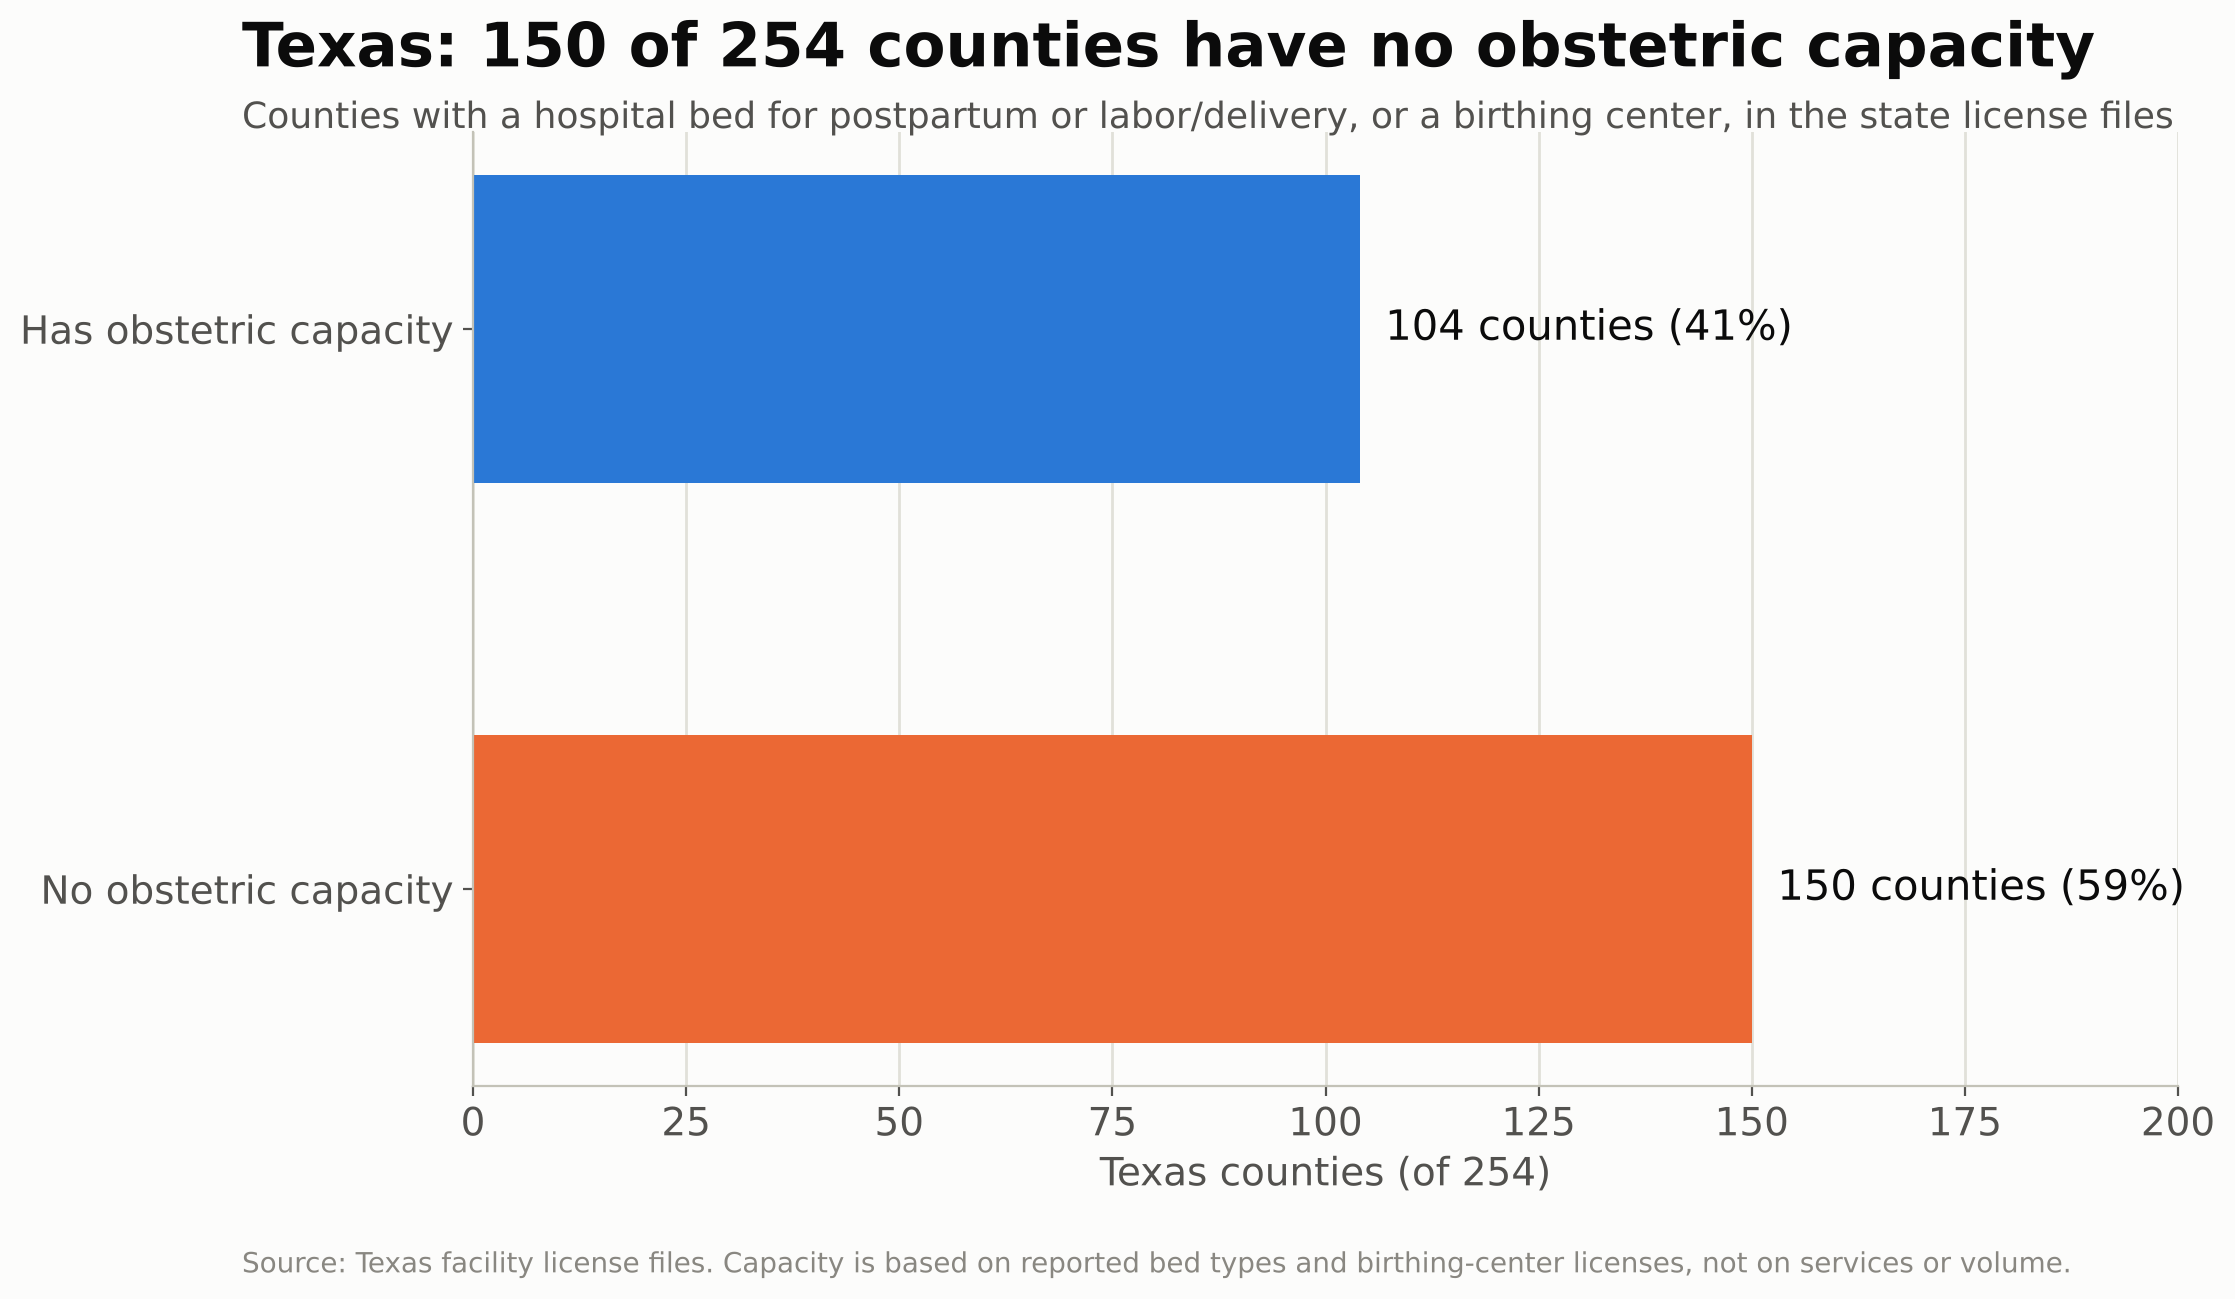 Texas: 150 of 254 counties have no obstetric capacity
Counties with a hospital bed for postpartum or labor/delivery, or a birthing center, in the state license files
Has obstetric capacity
104 counties (41%)
No obstetric capacity
150 counties (59%)
0 25 50 75 100 125 150 175 200
Texas counties (of 254)
Source: Texas facility license files. Capacity is based on reported bed types and birthing-center licenses, not on services or volume.